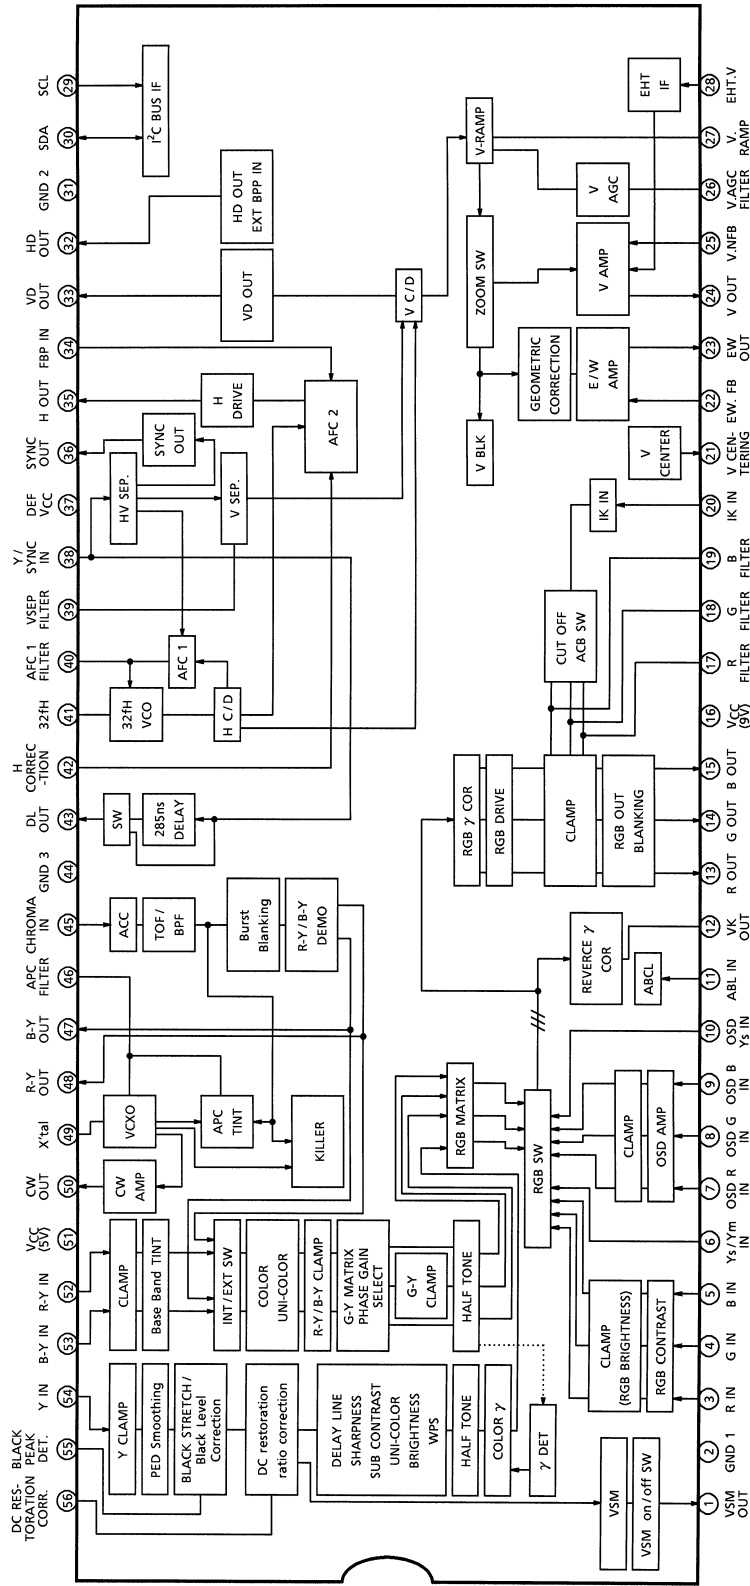 SCL
29
SDA
30
GND 2
31
HD
OUT
32
VD
OUT
33
FBP IN
34
H OUT
35
SYNC
OUT
36
DEF
VCC
37
Y /
SYNC
IN
38
VSEP
FILTER
39
AFC 1
FILTER
40
32fH
41
H
CORREC
-TION
42
DL
OUT
43
GND 3
44
CHROMA
IN
45
APC
FILTER
46
B-Y
OUT
47
R-Y
OUT
48
X'tal
49
CW
OUT
50
VCC
(5V)
51
R-Y IN
52
B-Y IN
53
Y IN
54
BLACK
PEAK
DET.
55
DC RES-
TORATION
CORR.
56
I2C BUS IF
HD OUT
EXT BPP IN
VD OUT
V C / D
H
DRIVE
AFC 2
SYNC
OUT
HV SEP.
V SEP.
AFC 1
32fH
VCO
H C / D
SW
285ns
DELAY
ACC
TOF /
BPF
Burst
Blanking
R-Y / B-Y
DEMO
VCXO
APC
TINT
KILLER
CW
AMP
CLAMP
Base Band TINT
INT / EXT SW
COLOR
UNI-COLOR
R-Y / B-Y CLAMP
G-Y MATRIX
PHASE GAIN
SELECT
G-Y
CLAMP
HALF TONE
Y CLAMP
PED Smoothing
BLACK STRETCH /
Black Level
Correction
DC restoration
ratio correction
DELAY LINE
SHARPNESS
SUB CONTRAST
UNI-COLOR
BRIGHTNESS
WPS
HALF TONE
COLOR γ
γ DET
VSM
VSM on / off SW
EHT
IF
V-RAMP
V
AGC
ZOOM SW
V AMP
GEOMETRIC
CORRECTION
E / W
AMP
V BLK
V
CENTER
IK IN
CUT OFF
ACB SW
RGB γ COR
RGB DRIVE
CLAMP
RGB OUT
BLANKING
REVERCE γ
COR
ABCL
RGB MATRIX
RGB SW
CLAMP
OSD AMP
CLAMP
(RGB BRIGHTNESS)
RGB CONTRAST
28
EHT.V
27
V.
RAMP
26
V.AGC
FILTER
25
V.NFB
24
V OUT
23
EW
OUT
22
EW. FB
21
V CEN-
TERING
20
IK IN
19
B
FILTER
18
G
FILTER
17
R
FILTER
16
VCC
(9V)
15
B OUT
14
G OUT
13
R OUT
12
VK
OUT
11
ABL IN
10
OSD
Ys IN
9
OSD B
IN
8
OSD G
IN
7
OSD R
IN
6
Ys / Ym
IN
5
B IN
4
G IN
3
R IN
2
GND 1
1
VSM
OUT